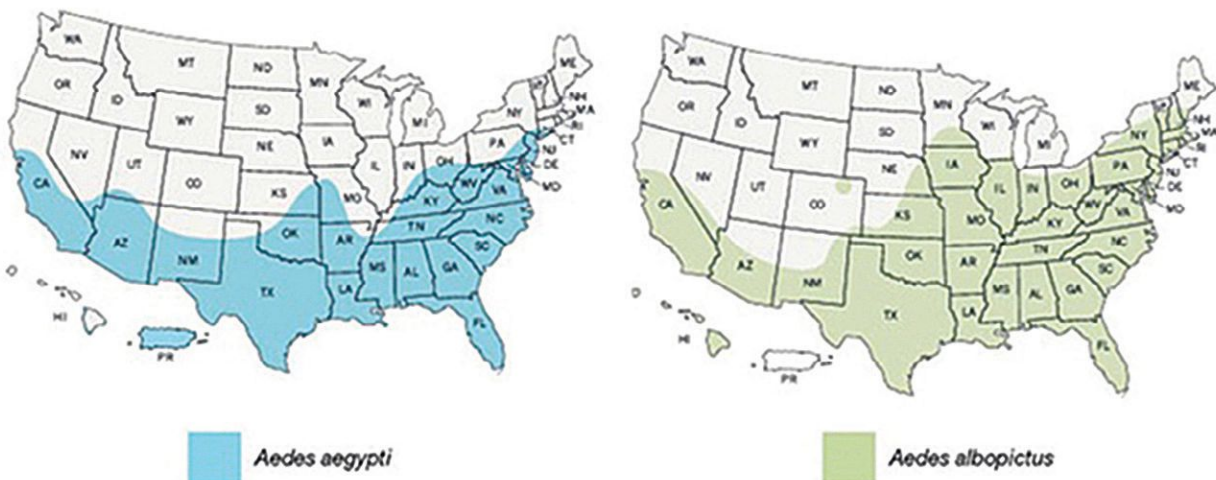 WA
MT
ND
MN
ME
OR
ID
SD
WI
MI
NY
NH
MA
RI
CT
WY
IA
PA
NJ
NE
NV
UT
CO
IL
IN
OH
DE
MD
CA
KS
MO
WV
VA
KY
AZ
NM
OK
AR
TN
NC
SC
TX
LA
MS
AL
GA
FL
HI
PR
Aedes aegypti
WA
MT
ND
MN
ME
OR
ID
SD
WI
MI
NY
NH
MA
RI
CT
WY
IA
PA
NJ
NE
NV
UT
CO
IL
IN
OH
DE
MD
CA
KS
MO
WV
VA
KY
AZ
NM
OK
AR
TN
NC
SC
TX
LA
MS
AL
GA
FL
HI
PR
Aedes albopictus